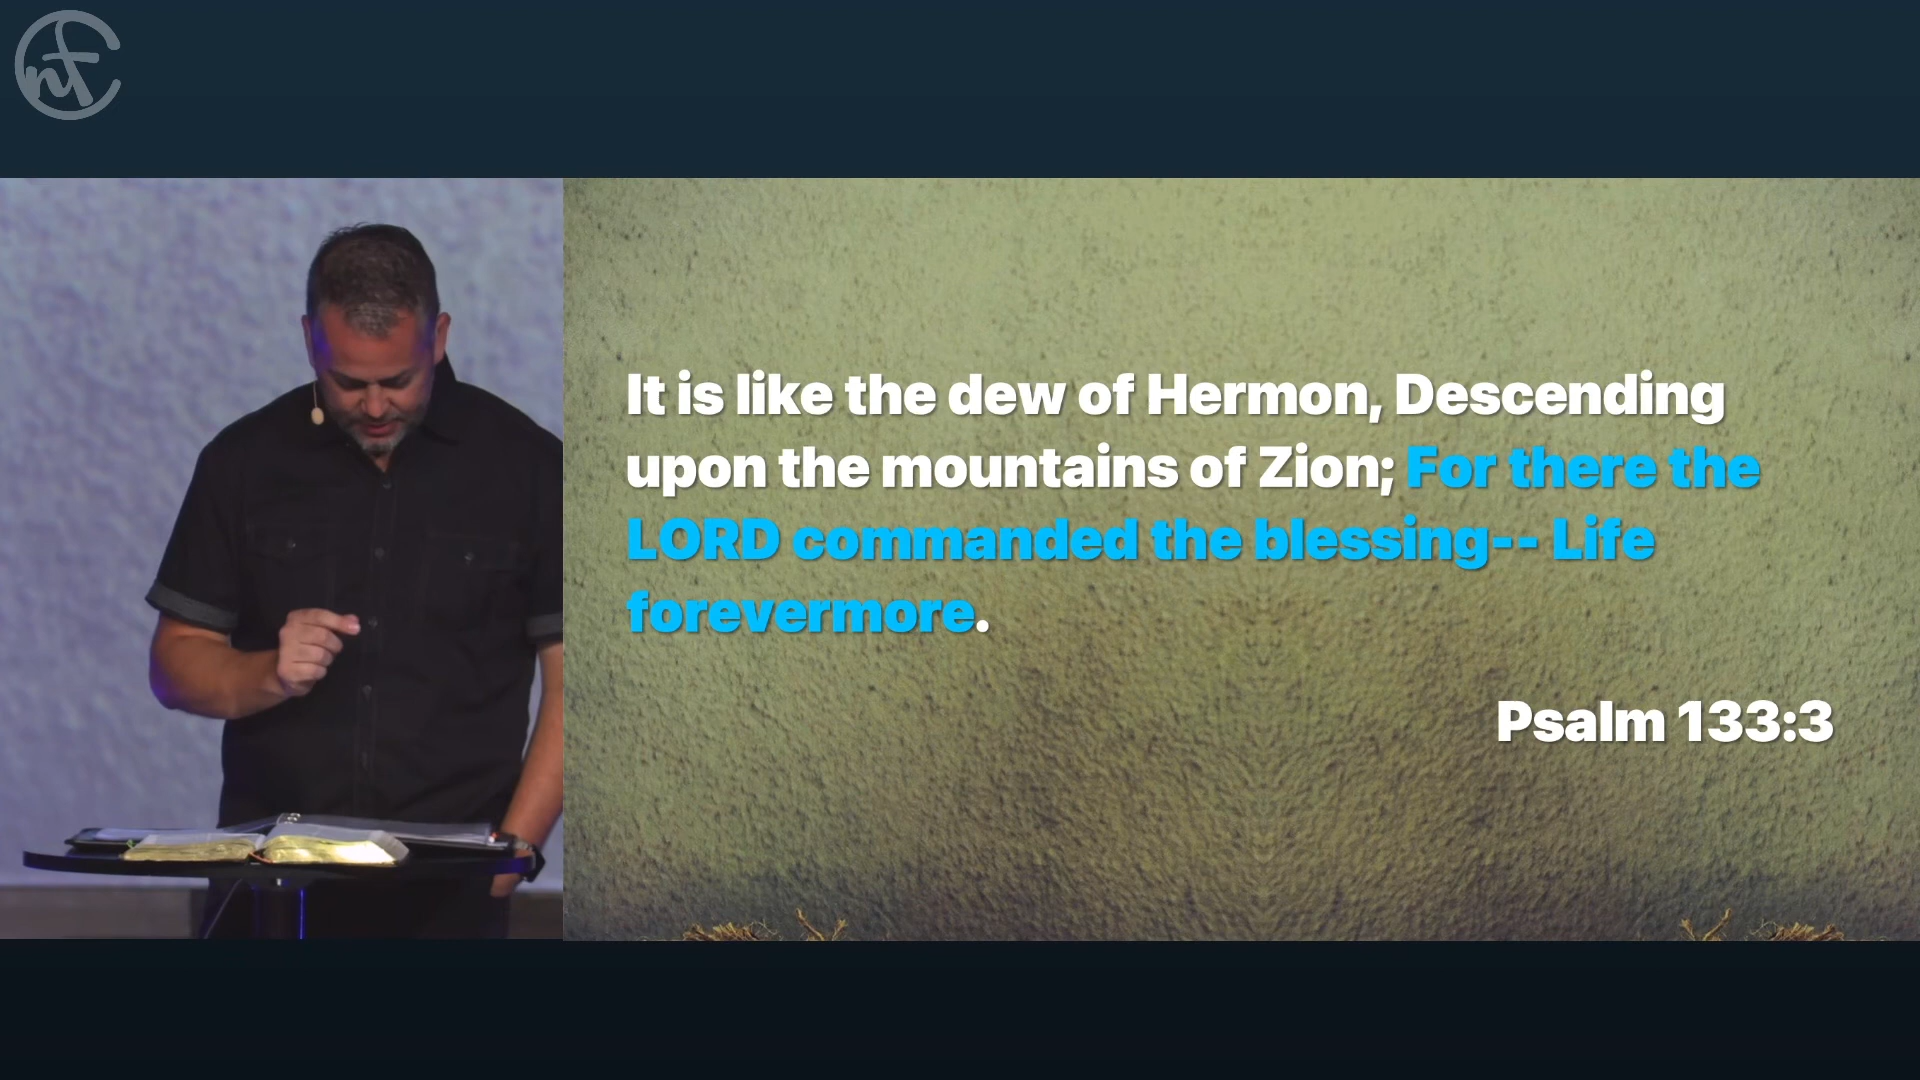 It is like the dew of Hermon, Descending
upon the mountains of Zion; For there the
LORD commanded the blessing-- Life
forevermore.
Psalm 133:3